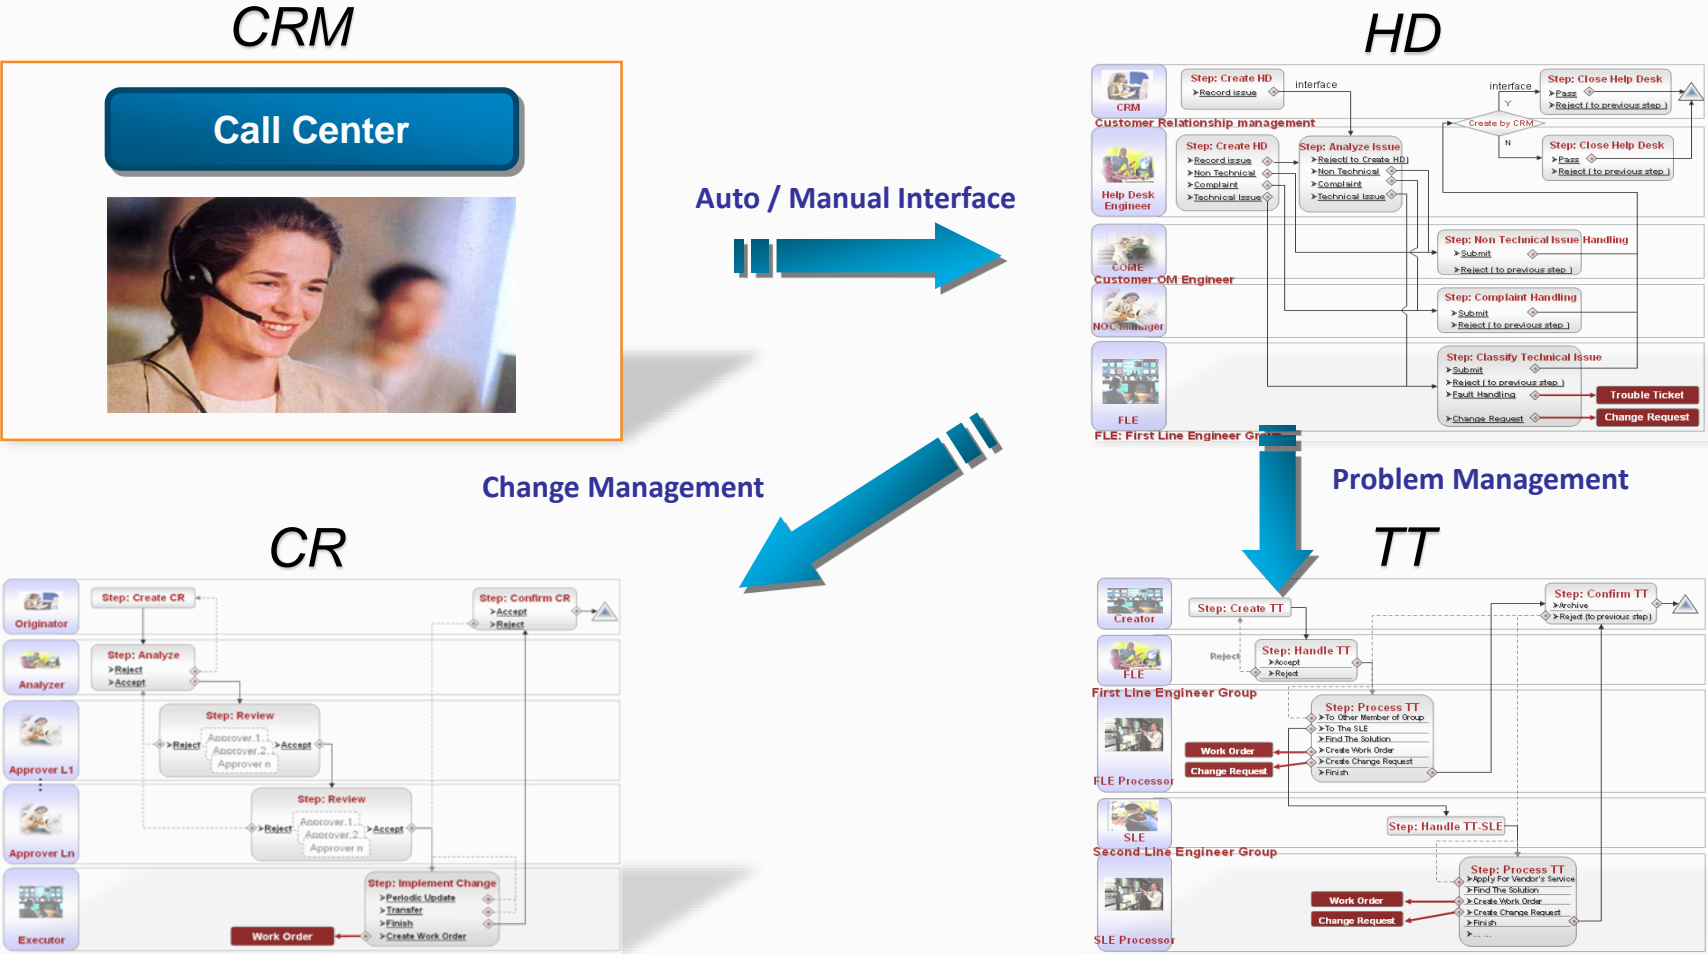 CRM
Call Center
Auto / Manual Interface
HD
CRM
Customer Relationship management
Step: Create HD
Record issue
interface
interface
Y
Create by CRM
N
Step: Close Help Desk
Pass
Reject ( to previous step )
Help Desk
Engineer
Step: Create HD
Record issue
Non Technical
Complaint
Technical Issue
Step: Analyze Issue
Reject( to Create HD)
Non Technical
Complaint
Technical Issue
Step: Close Help Desk
Pass
Reject ( to previous step )
COME
Customer OM Engineer
Step: Non Technical Issue Handling
Submit
Reject ( to previous step )
NOC Manager
Step: Complaint Handling
Submit
Reject ( to previous step )
FLE
FLE: First Line Engineer Group
Step: Classify Technical Issue
Submit
Reject ( to previous step )
Fault Handling
Trouble Ticket
Change Request
Change Request
Change Management
Problem Management
CR
Originator
Step: Create CR
Step: Confirm CR
Accept
Reject
Analyzer
Step: Analyze
Reject
Accept
Approver L1
Step: Review
Reject
Approver 1
Approver 2
Approver n
Accept
Approver Ln
Step: Review
Reject
Approver 1
Approver 2
Approver n
Accept
Executor
Step: Implement Change
Periodic Update
Transfer
Finish
Create Work Order
Work Order
TT
Creator
Step: Create TT
Step: Confirm TT
Archive
Reject (to previous step)
FLE
First Line Engineer Group
Reject
Step: Handle TT
Accept
Reject
FLE Processor
Step: Process TT
To Other Member of Group
To The SLE
Find The Solution
Create Work Order
Create Change Request
Finish
Work Order
Change Request
SLE
Second Line Engineer Group
Step: Handle TT-SLE
SLE Processor
Step: Process TT
Apply For Vendor's Service
Find The Solution
Create Work Order
Create Change Request
Finish
... ...
Work Order
Change Request